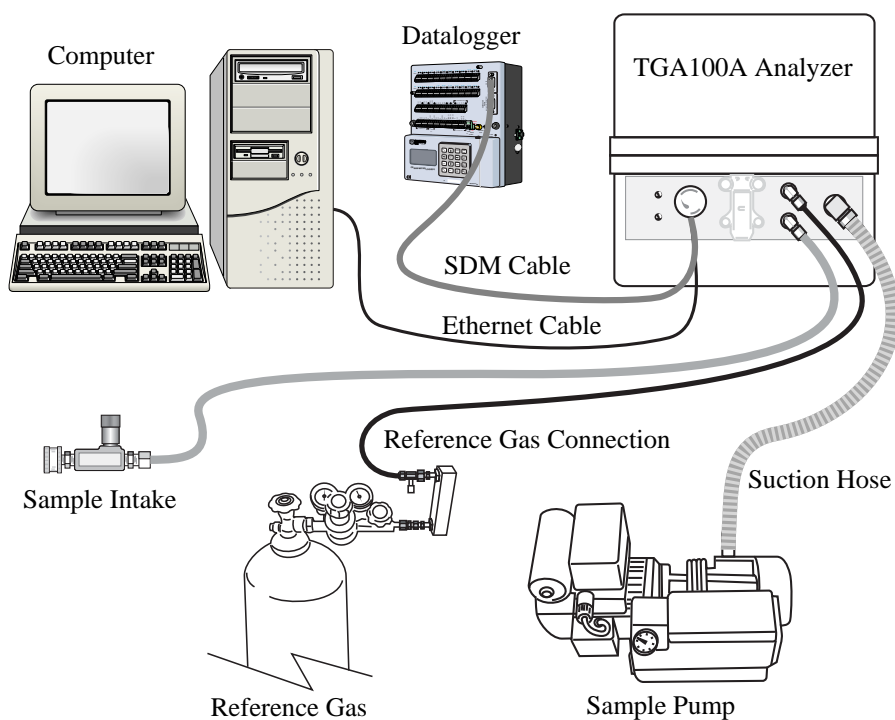 Computer
Datalogger
TGA100A Analyzer
SDM Cable
Ethernet Cable
Reference Gas Connection
Suction Hose
Sample Intake
Reference Gas
Sample Pump